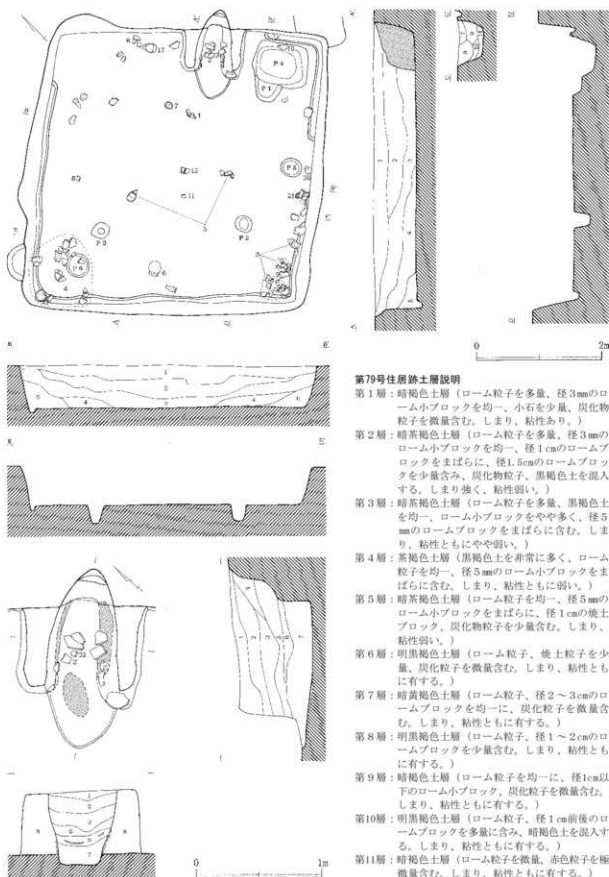 P4
P1
17
7
1
P5
15
11
5
P3
P2
6
P6
4
21
0 2m
0 1m
第79号住居跡土層説明
第1層：暗褐色土層（ローム粒子を多量、径3㎜のロ
ーム小ブロックを均一、小石を少量、炭化物
粒子を微量含む。しまり、粘性あり。）
第2層：暗茶褐色土層（ローム粒子を多量、径3㎜の
ローム小ブロックを均一、径1㎝のロームブ
ロックをまばらに、径1.5㎝のロームブロッ
クを少量含み、炭化物粒子、黒褐色土を混入
する。しまり強く、粘性弱い。）
第3層：暗茶褐色土層（ローム粒子を多量、黒褐色土
を均一、ローム小ブロックをやや多く、径5
㎜のロームブロックをまばらに含む。しま
り、粘性ともにやや弱い。）
第4層：茶褐色土層（黒褐色土を非常に多く、ローム
粒子を均一、径5㎜のローム小ブロックをま
ばらに含む。しまり、粘性ともに弱い。）
第5層：暗茶褐色土層（ローム粒子を均一、径5㎜の
ローム小ブロックをまばらに、径1㎝の焼土
ブロック、炭化物粒子を少量含む。しまり、
粘性弱い。）
第6層：明黒褐色土層（ローム粒子、焼土粒子を少
量、炭化粒子を微量含む。しまり、粘性とも
に有する。）
第7層：暗黄褐色土層（ローム粒子、径2～3㎝のロ
ームブロックを均一に、炭化粒子を微量含
む。しまり、粘性ともに有する。）
第8層：明黒褐色土層（ローム粒子、径1～2㎝のロ
ームブロックを少量含む。しまり、粘性とも
に有する。）
第9層：暗褐色土層（ローム粒子を均一に、径1㎝以
下のローム小ブロック、炭化粒子を微量含む。
しまり、粘性ともに有する。）
第10層：明黒褐色土層（ローム粒子、径1㎝前後のロ
ームブロックを多量に含み、暗褐色土を混入す
る。しまり、粘性ともに有する。）
第11層：暗褐色土層（ローム粒子を微量、赤色粒子を極
微量含む。しまり、粘性ともに有する。）